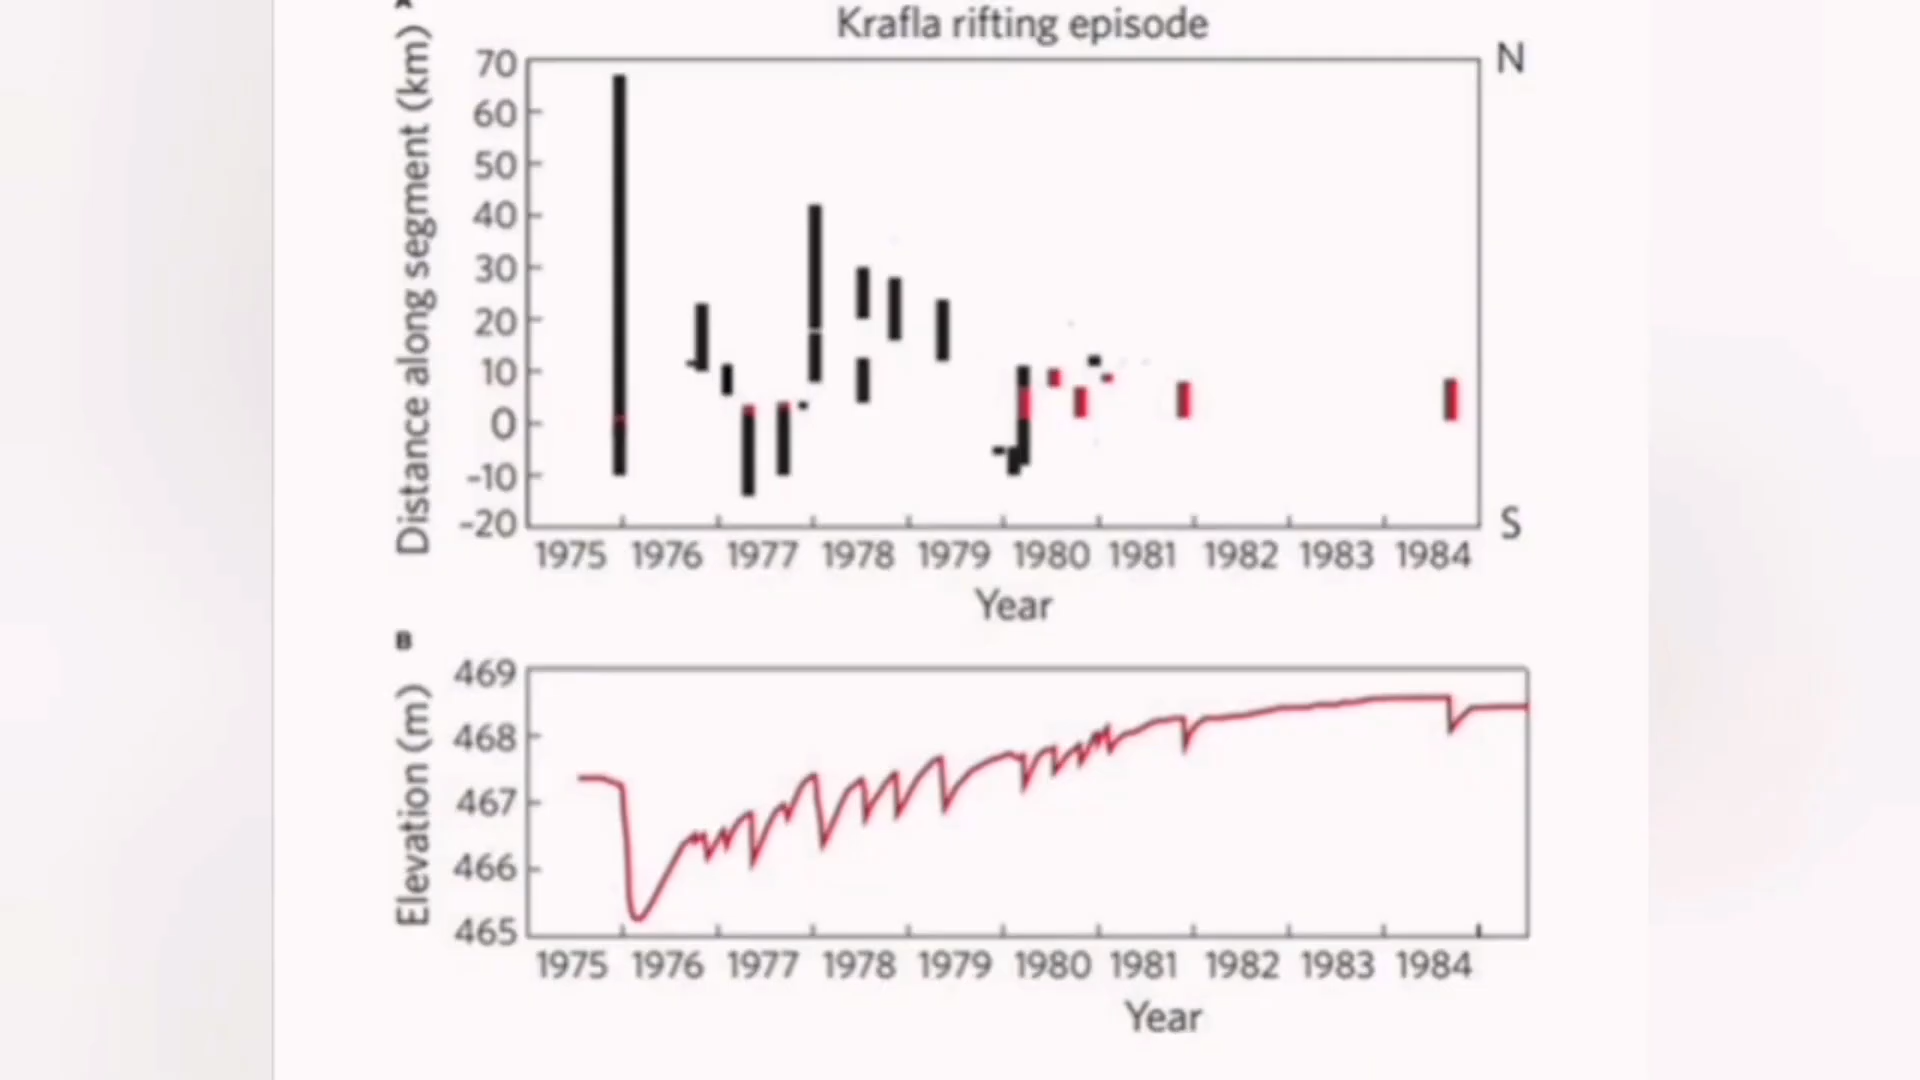 A
Krafla rifting episode
Distance along segment (km)
70
60
50
40
30
20
10
0
-10
-20
N
S
1975 1976 1977 1978 1979 1980 1981 1982 1983 1984
Year
B
Elevation (m)
469
468
467
466
465
1975 1976 1977 1978 1979 1980 1981 1982 1983 1984
Year